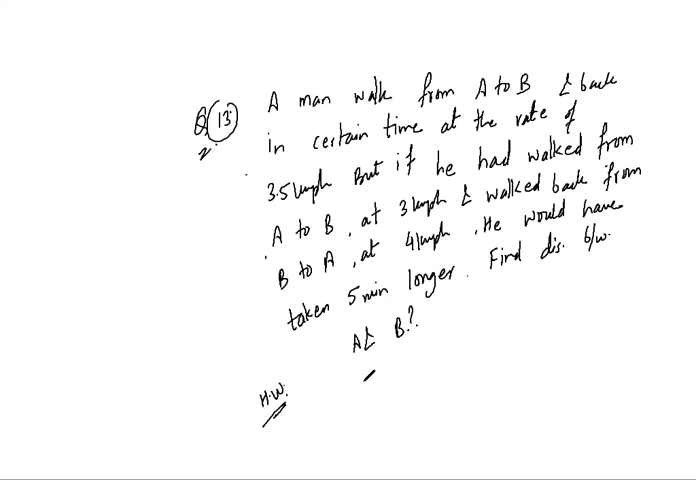 Q.(13) A man walk from A to B & back
in certain time at the rate of
3.5 kmph But if he had walked from
A to B, at 3 kmph & walked back from
B to A, at 4 kmph, He would have
taken 5 min longer. Find dis. b/w.
A & B.?
H.W.